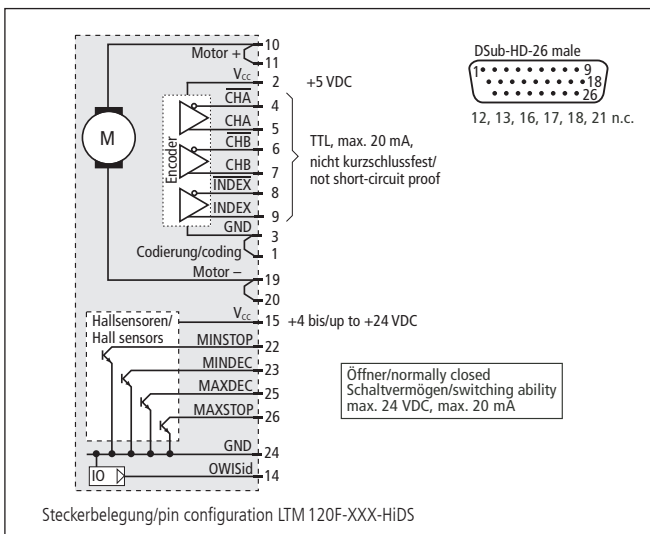 10
Motor +
11
DSub-HD-26 male
VCC 2 +5 VDC
1 9
18
26
12, 13, 16, 17, 18, 21 n.c.
CHA 4
CHA 5
CHB 6
CHB 7
INDEX 8
INDEX 9
GND 3
Codierung/coding 1
M
Encoder
TTL, max. 20 mA,
nicht kurzschlussfest/
not short-circuit proof
Motor – 19
20
VCC 15 +4 bis/up to +24 VDC
Hallsensoren/
Hall sensors
MINSTOP 22
MINDEC 23
MAXDEC 25
MAXSTOP 26
Öffner/normally closed
Schaltvermögen/switching ability
max. 24 VDC, max. 20 mA
GND 24
OWISid 14
IO
Steckerbelegung/pin configuration LTM 120F-XXX-HiDS